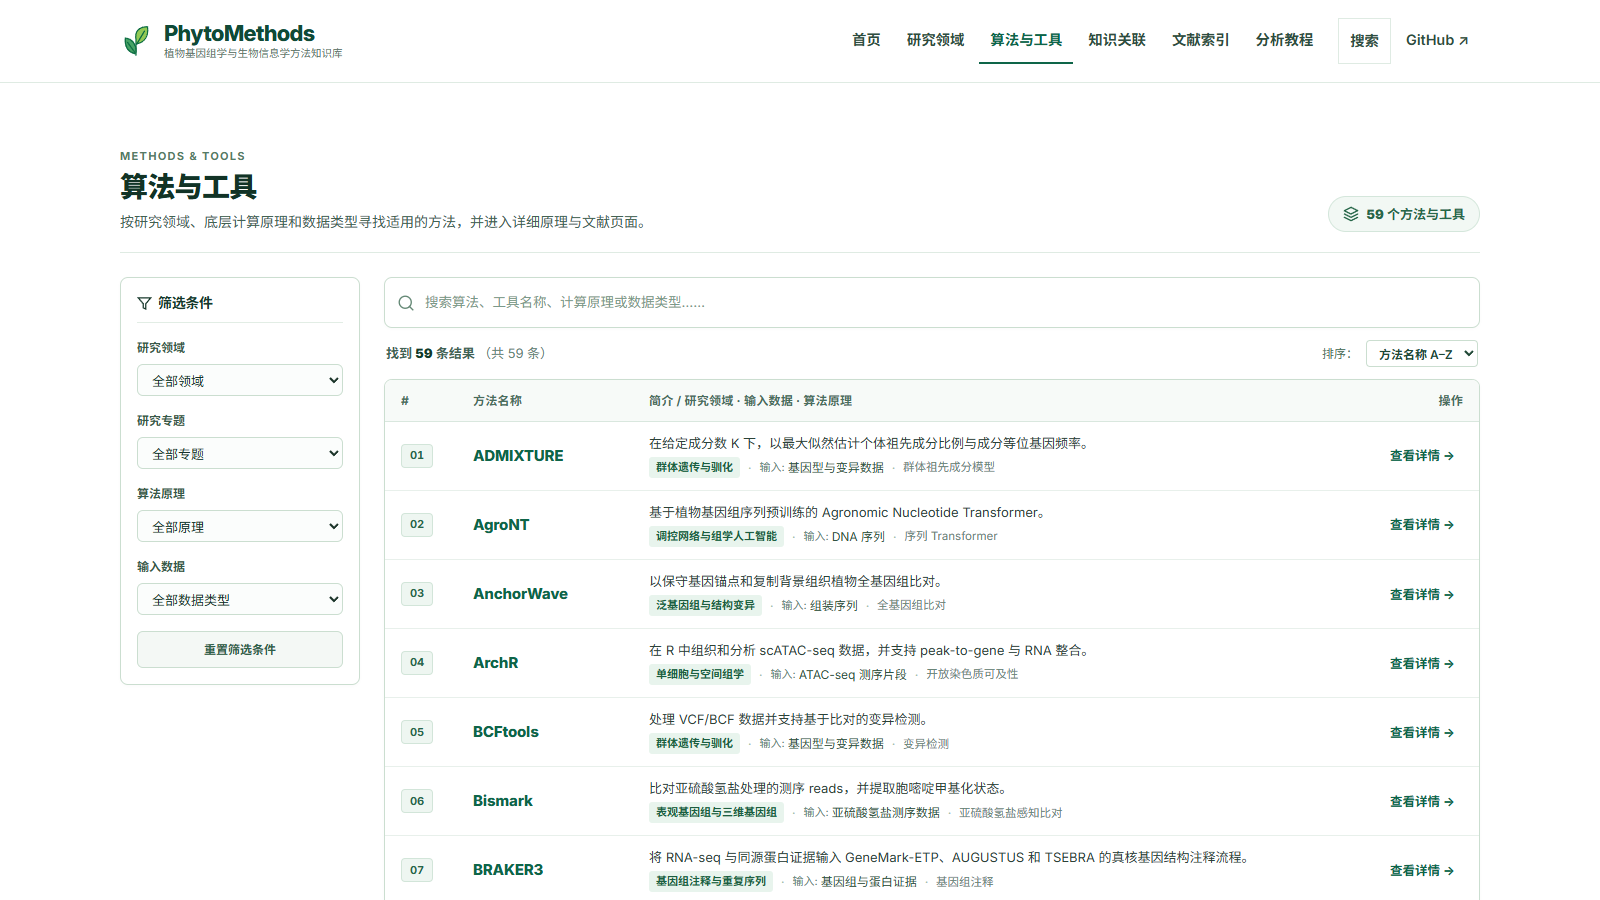 PhytoMethods
植物基因组学与生物信息学方法知识库
首页 研究领域 算法与工具 知识关联 文献索引 分析教程 搜索 GitHub ↗
METHODS & TOOLS
算法与工具
按研究领域、底层计算原理和数据类型寻找适用的方法，并进入详细原理与文献页面。
59 个方法与工具
筛选条件
研究领域
全部领域
研究专题
全部专题
算法原理
全部原理
输入数据
全部数据类型
重置筛选条件
搜索算法、工具名称、计算原理或数据类型……
找到 59 条结果 （共 59 条） 排序： 方法名称 A–Z
# 方法名称 简介 / 研究领域 · 输入数据 · 算法原理 操作
01 ADMIXTURE 在给定成分数 K 下，以最大似然估计个体祖先成分比例与成分等位基因频率。 查看详情 →
群体遗传与驯化 · 输入: 基因型与变异数据 · 群体祖先成分模型
02 AgroNT 基于植物基因组序列预训练的 Agronomic Nucleotide Transformer。 查看详情 →
调控网络与组学人工智能 · 输入: DNA 序列 · 序列 Transformer
03 AnchorWave 以保守基因锚点和复制背景组织植物全基因组比对。 查看详情 →
泛基因组与结构变异 · 输入: 组装序列 · 全基因组比对
04 ArchR 在 R 中组织和分析 scATAC-seq 数据，并支持 peak-to-gene 与 RNA 整合。 查看详情 →
单细胞与空间组学 · 输入: ATAC-seq 测序片段 · 开放染色质可及性
05 BCFtools 处理 VCF/BCF 数据并支持基于比对的变异检测。 查看详情 →
群体遗传与驯化 · 输入: 基因型与变异数据 · 变异检测
06 Bismark 比对亚硫酸氢盐处理的测序 reads，并提取胞嘧啶甲基化状态。 查看详情 →
表观基因组与三维基因组 · 输入: 亚硫酸氢盐测序数据 · 亚硫酸氢盐感知比对
07 BRAKER3 将 RNA-seq 与同源蛋白证据输入 GeneMark-ETP、AUGUSTUS 和 TSEBRA 的真核基因结构注释流程。 查看详情 →
基因组注释与重复序列 · 输入: 基因组与蛋白证据 · 基因组注释